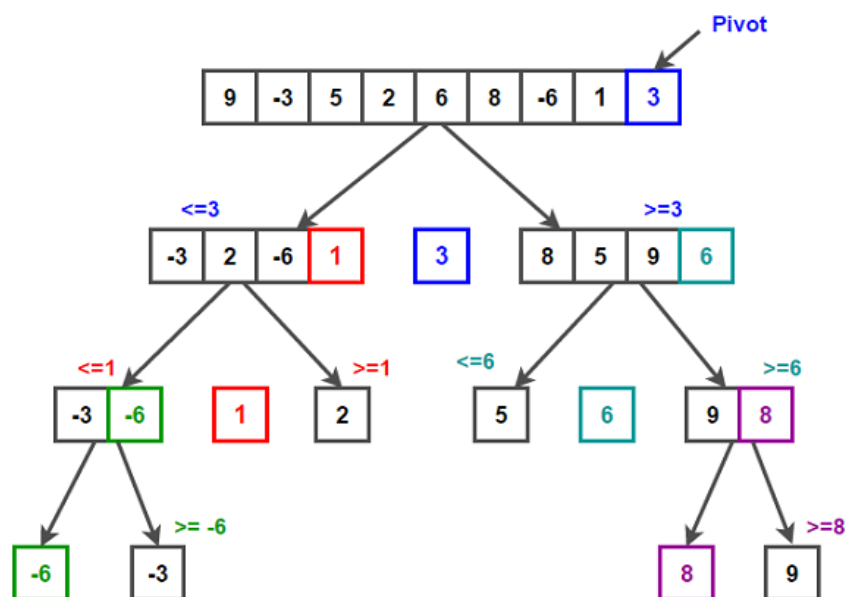 Pivot
9 -3 5 2 6 8 -6 1 3
<=3 >=3
-3 2 -6 1 3 8 5 9 6
<=1 >=1 <=6 >=6
-3 -6 1 2 5 6 9 8
>= -6 >=8
-6 -3 8 9